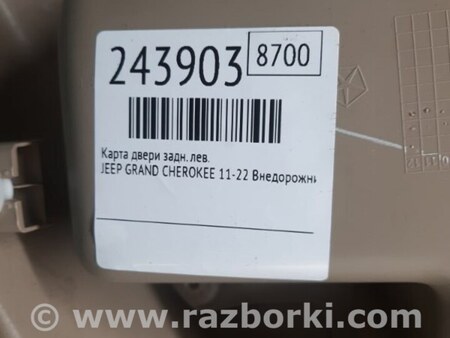 243903
8700
Карта двери задн. лев.
JEEP GRAND CHEROKEE 11-22 Внедорожни
© www.razborki.com